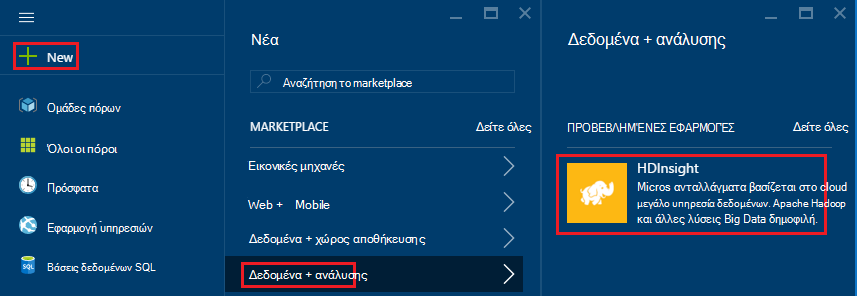 New
Ομάδες πόρων
Όλοι οι πόροι
Πρόσφατα
Εφαρμογή υπηρεσιών
SQL
Βάσεις δεδομένων SQL
Νέα
Αναζήτηση το marketplace
MARKETPLACE Δείτε όλες
Εικονικές μηχανές
Web + Mobile
Δεδομένα + χώρος αποθήκευσης
Δεδομένα + ανάλυσης
Δεδομένα + ανάλυσης
ΠΡΟΒΕΒΛΗΜΈΝΕΣ ΕΦΑΡΜΟΓΈΣ Δείτε όλες
HDInsight
Micros ανταλλάγματα βασίζεται στο cloud
μεγάλο υπηρεσία δεδομένων. Apache Hadoop
και άλλες λύσεις Big Data δημοφιλή.